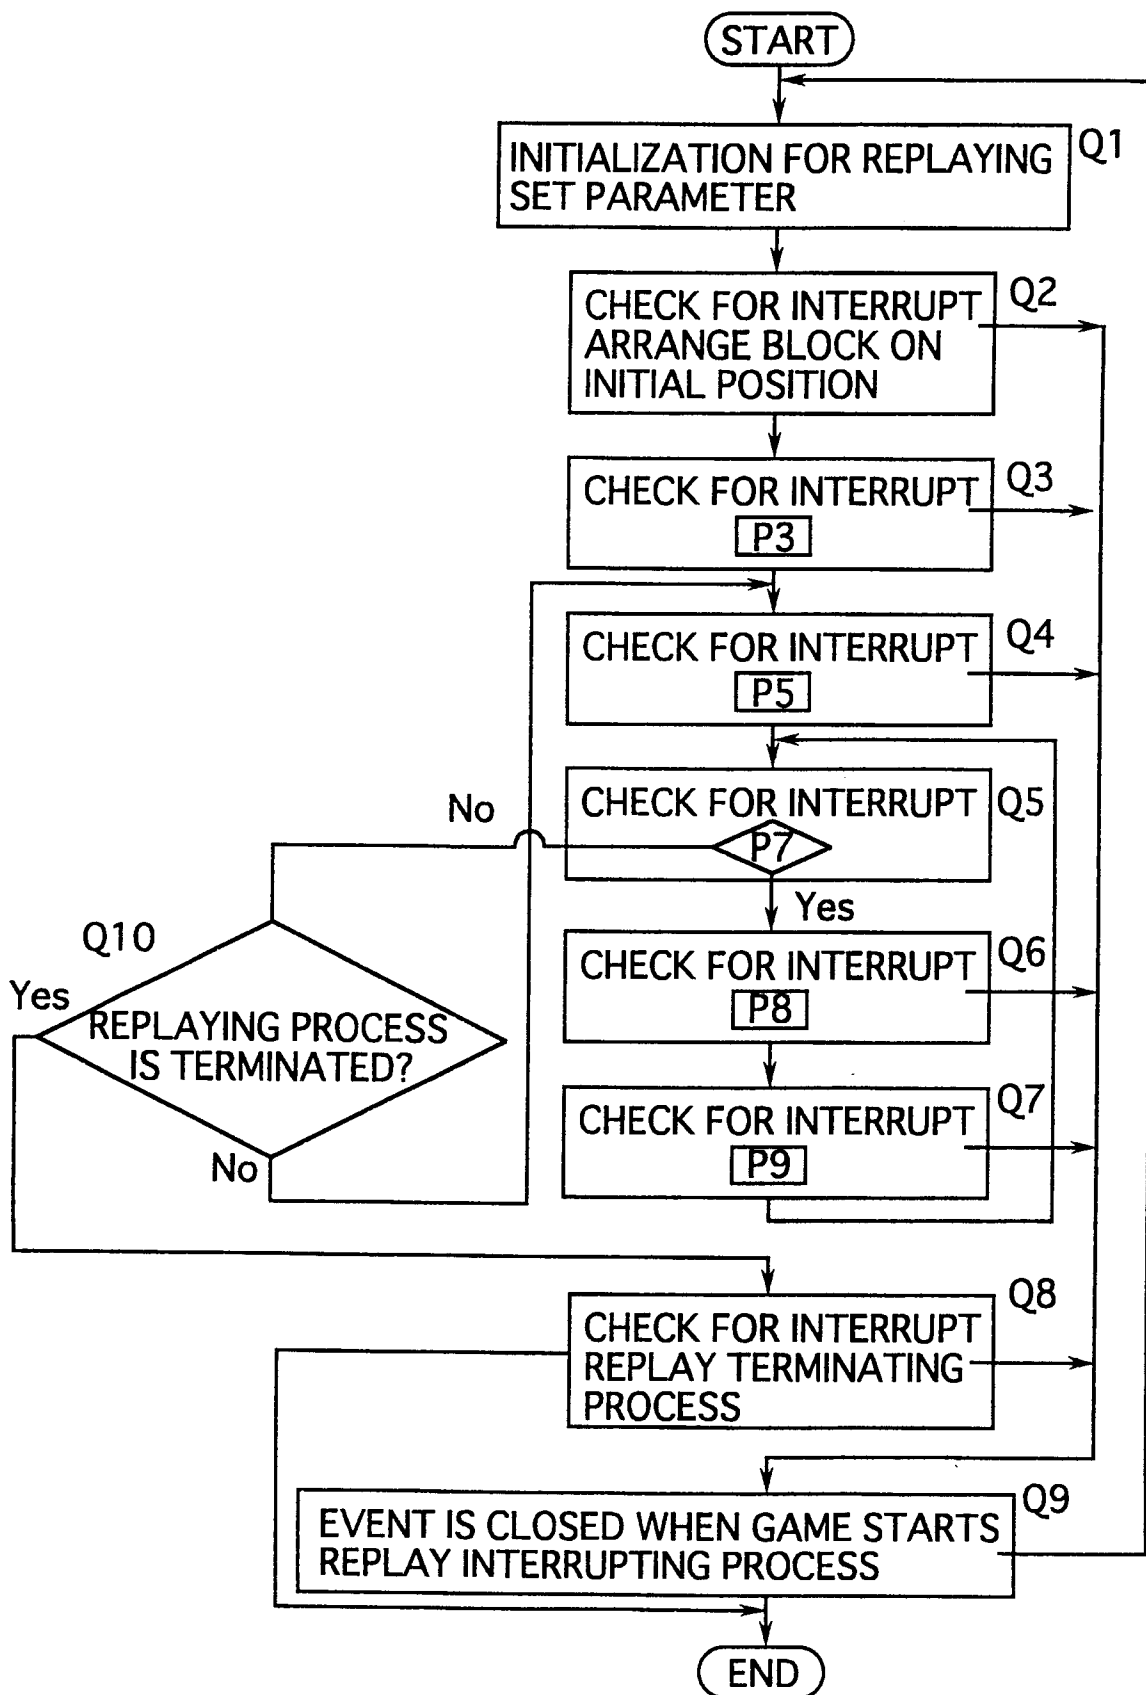 START
INITIALIZATION FOR REPLAYING
SET PARAMETER
Q1
CHECK FOR INTERRUPT
ARRANGE BLOCK ON
INITIAL POSITION
Q2
CHECK FOR INTERRUPT
P3
Q3
CHECK FOR INTERRUPT
P5
Q4
CHECK FOR INTERRUPT
P7
Q5
No
Yes
Q10
Yes
REPLAYING PROCESS
IS TERMINATED?
No
CHECK FOR INTERRUPT
P8
Q6
CHECK FOR INTERRUPT
P9
Q7
CHECK FOR INTERRUPT
REPLAY TERMINATING
PROCESS
Q8
EVENT IS CLOSED WHEN GAME STARTS
REPLAY INTERRUPTING PROCESS
Q9
END